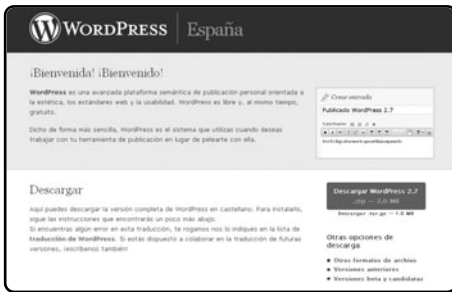 WORDPRESS España
¡Bienvenida! ¡Bienvenido!
WordPress es una avanzada plataforma semántica de publicación personal orientada a
la estética, los estándares web y la usabilidad. WordPress es libre y, al mismo tiempo,
gratuito.
Dicho de forma más sencilla, WordPress es el sistema que utilizas cuando deseas
trabajar con tu herramienta de publicación en lugar de pelearte con ella.
Crear entrada
Publicado WordPress 2.7
Descargar
Aquí puedes descargar la versión completa de WordPress en castellano. Para instalarlo,
sigue las instrucciones que encontrarás un poco más abajo.
Si encuentras algún error en esta traducción, te rogamos nos lo indiques en la lista de
traducción de WordPress. Si estás dispuesto a colaborar en la traducción de futuras
versiones, ¡escríbenos también!
Descargar WordPress 2.7
.zip — 2.0 MB
Descargar .tar.gz — 1.8 MB
Otras opciones de
descarga
Otros formatos de archivo
Versiones anteriores
Versiones beta y candidatas